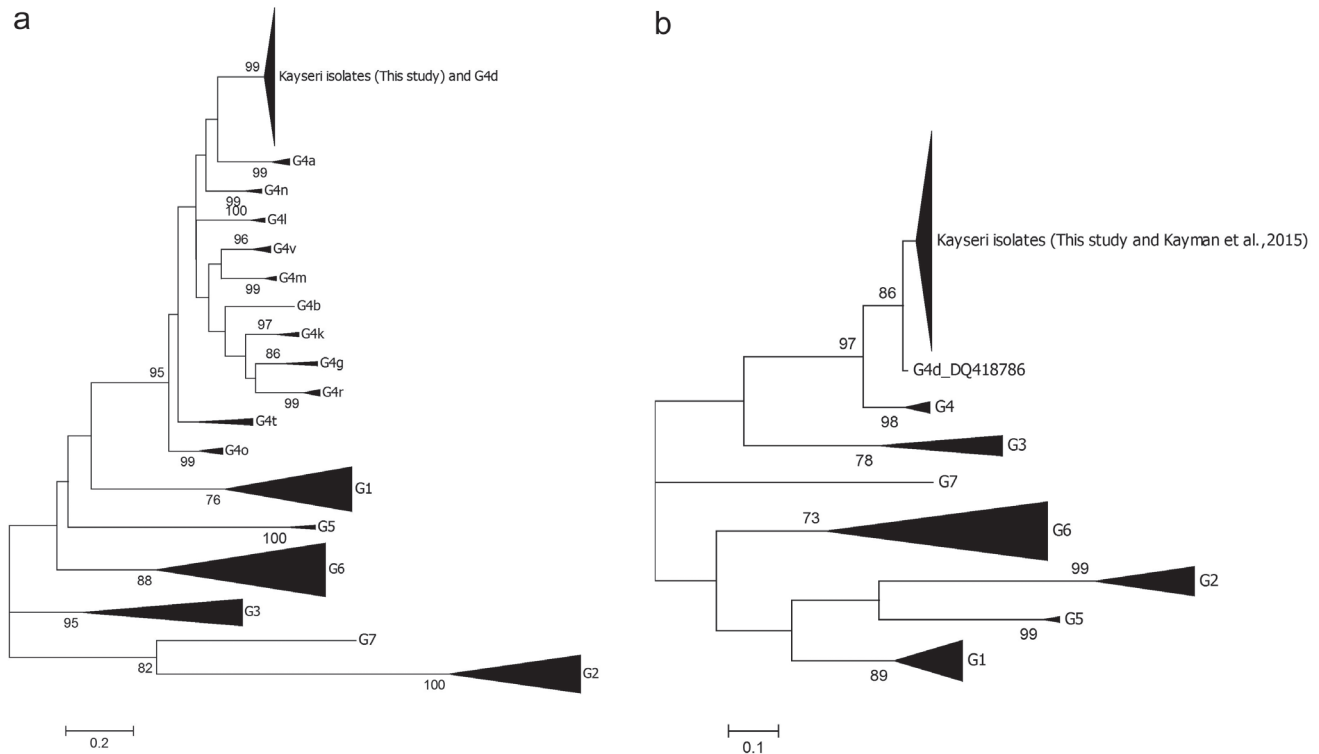 a
99
Kayseri isolates (This study) and G4d
G4a
99
G4n
99
100
G4l
96
G4v
G4m
99
G4b
97
G4k
86
G4g
G4r
99
95
G4t
G4o
99
G1
76
G5
100
G6
88
G3
95
G7
82
G2
100
0.2
b
Kayseri isolates (This study and Kayman et al.,2015)
86
97
G4d_DQ418786
G4
98
G3
78
G7
73
G6
99
G2
G5
99
G1
89
0.1